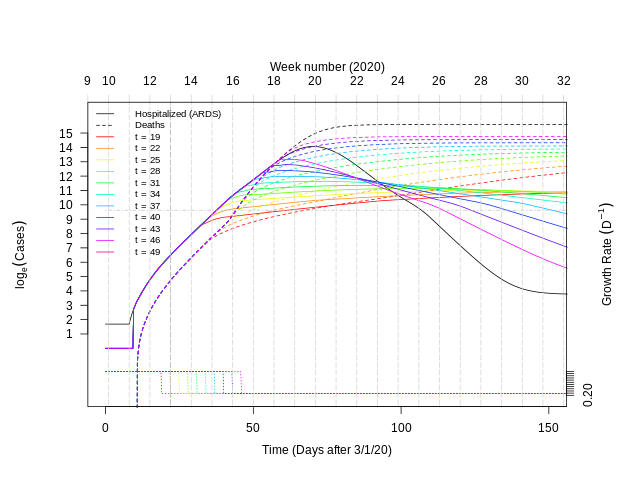 Week number (2020)
9 10 12 14 16 18 20 22 24 26 28 30 32
Hospitalized (ARDS)
Deaths
t = 19
t = 22
t = 25
t = 28
t = 31
t = 34
t = 37
t = 40
t = 43
t = 46
t = 49
15
14
13
12
11
10
9
8
7
6
5
4
3
2
1
logₑ(Cases)
Growth Rate (D⁻¹)
0.20
0 50 100 150
Time (Days after 3/1/20)